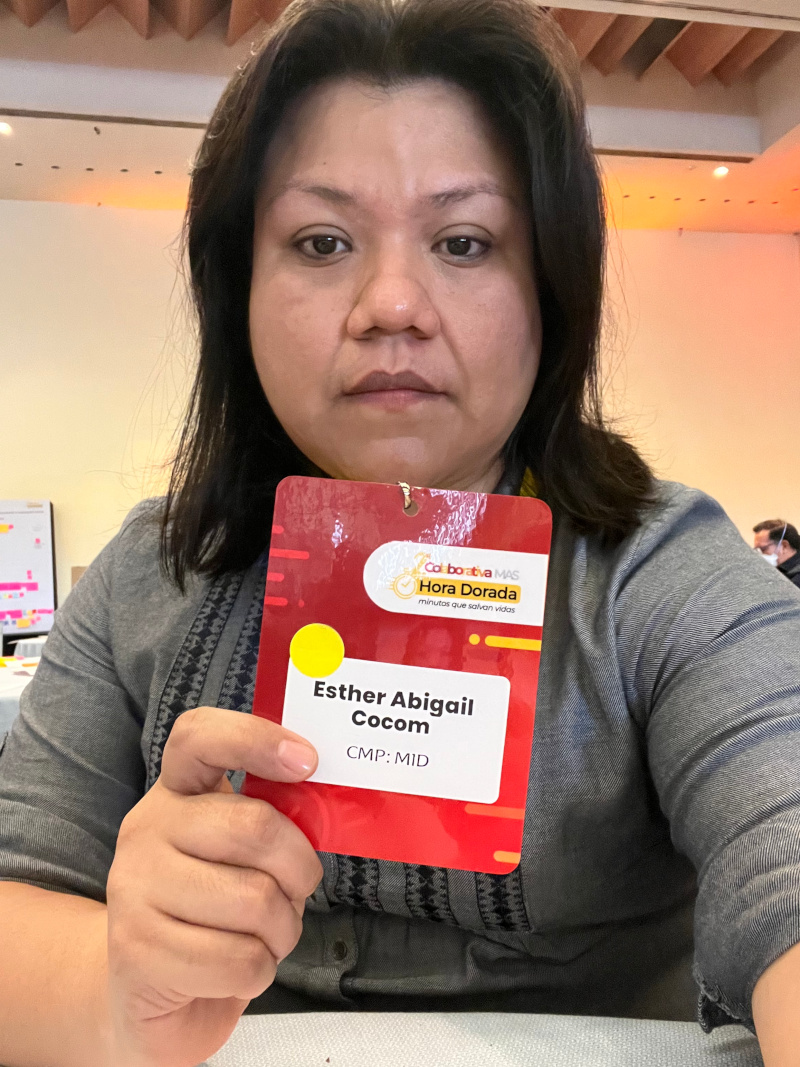 Colaborativa MAS
Hora Dorada
minutos que salvan vidas
Esther Abigail
Cocom
CMP: MID